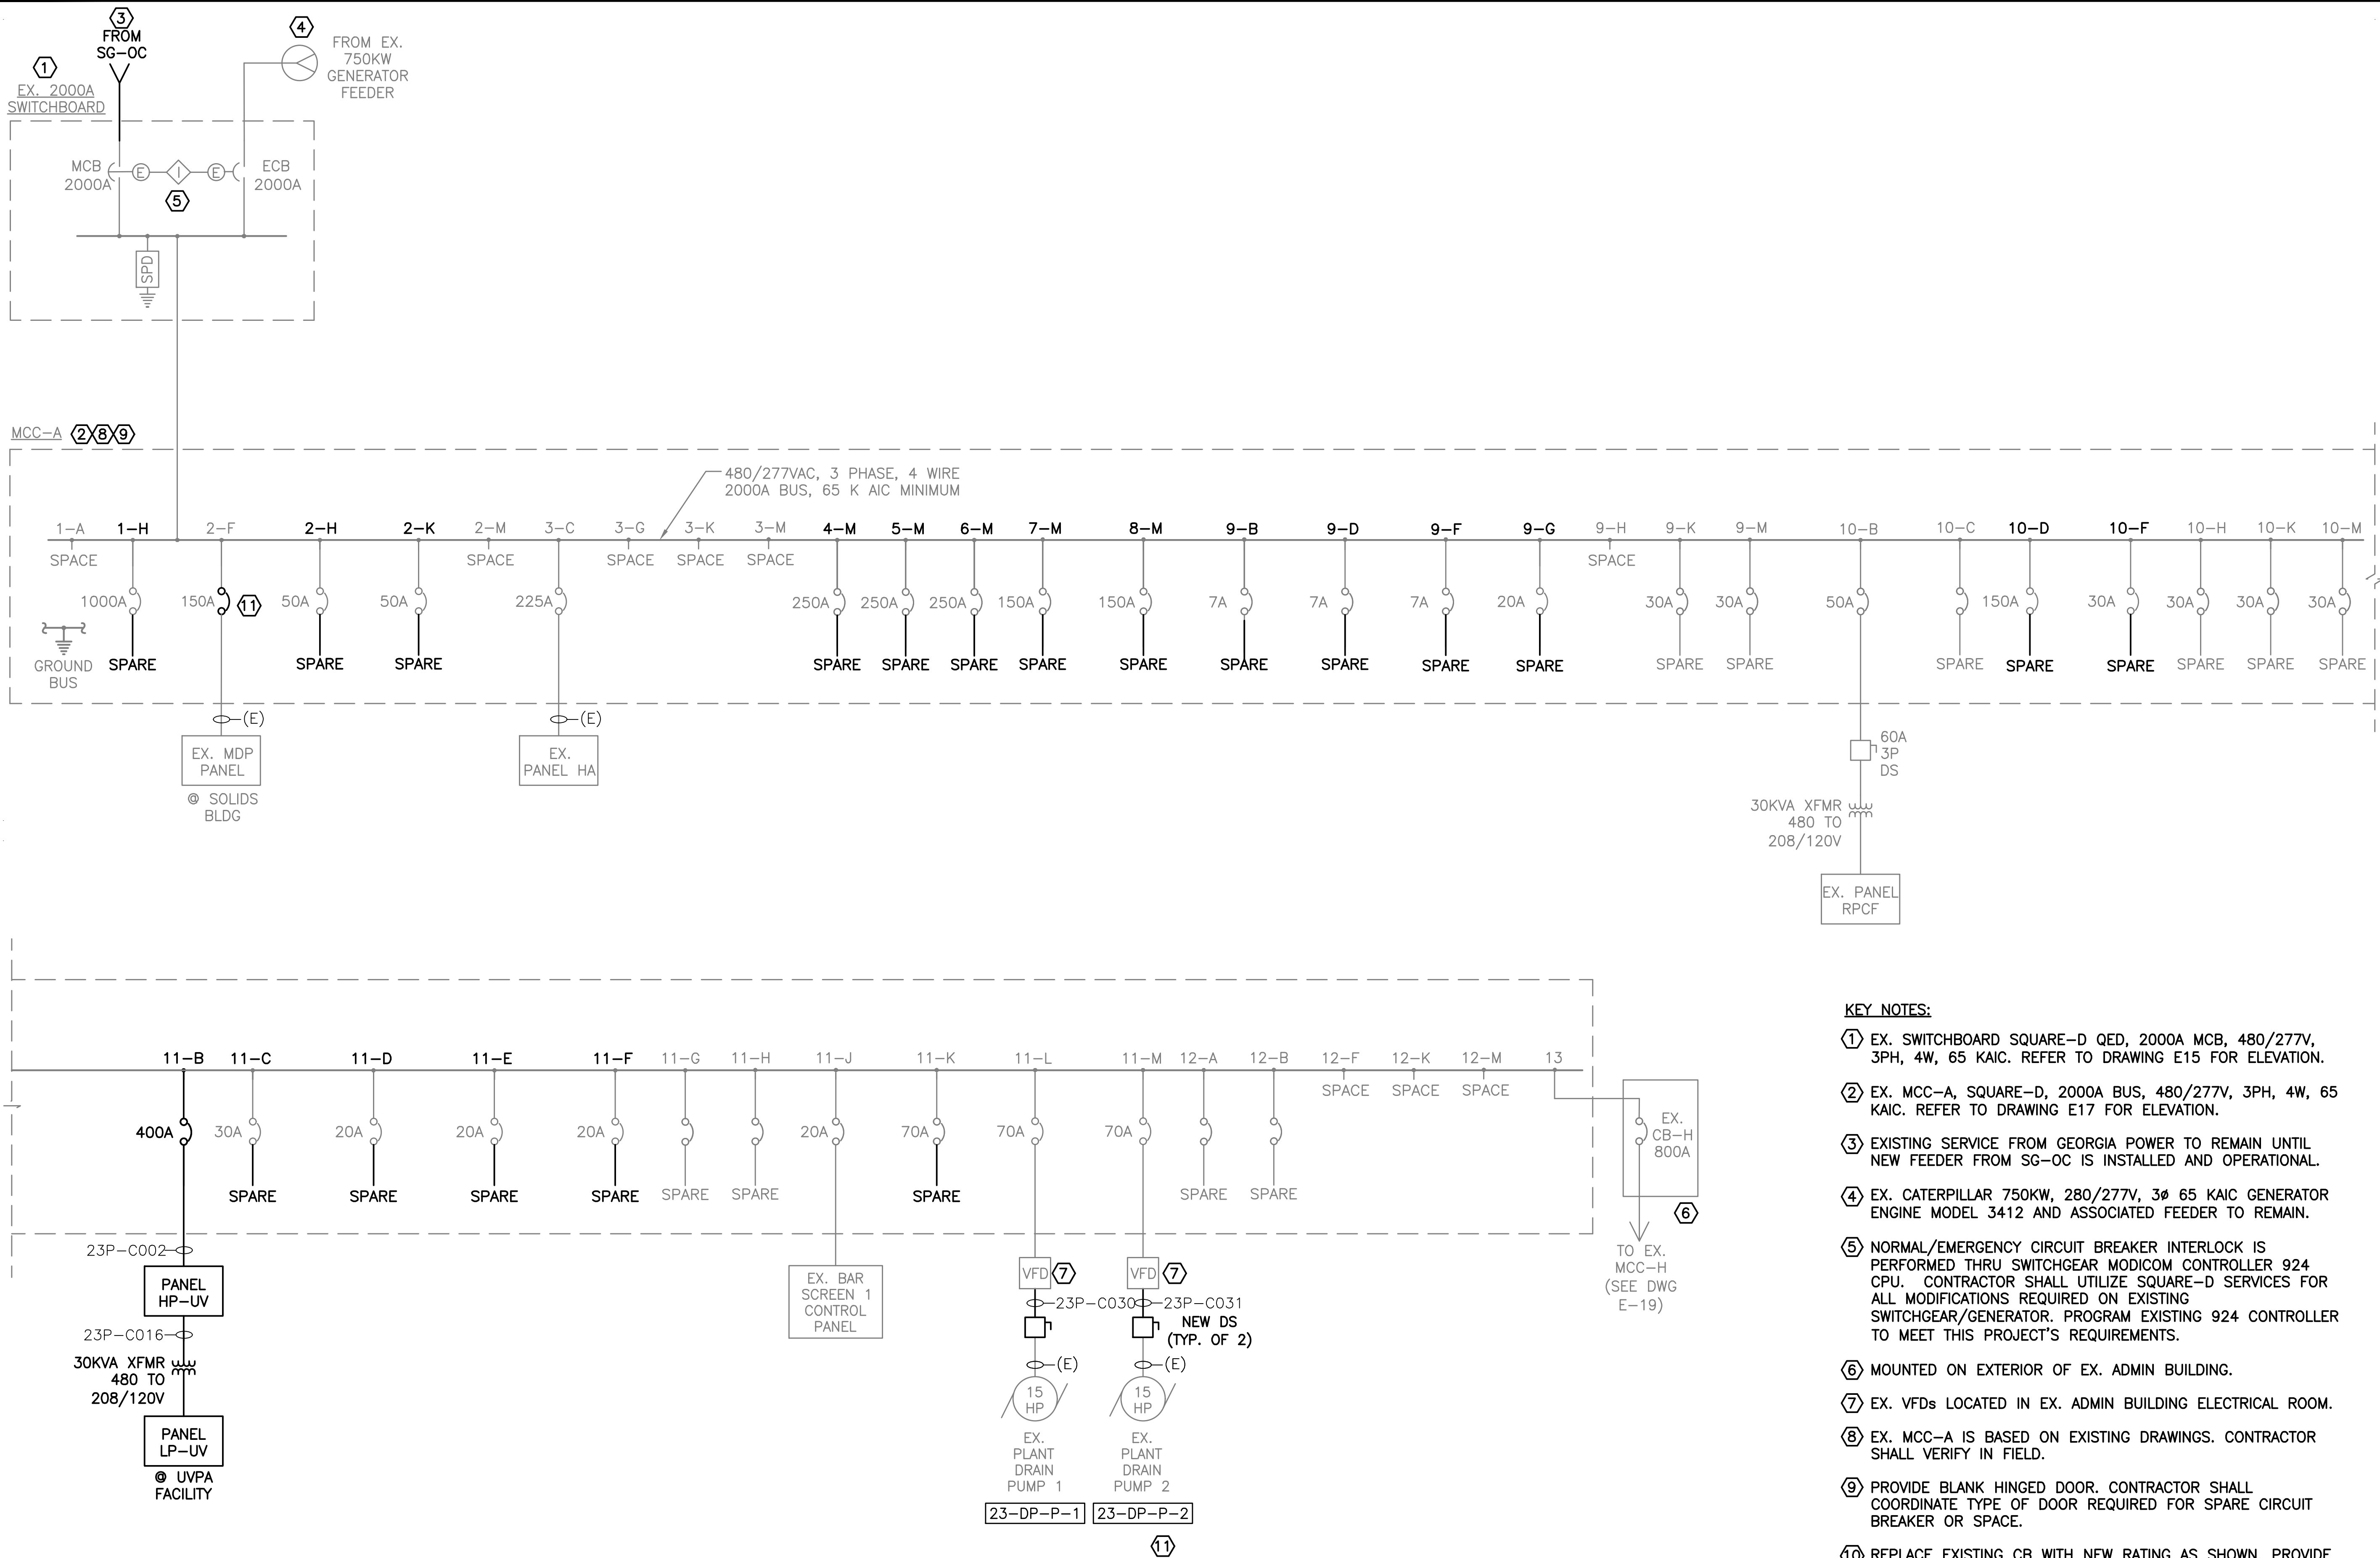 3
FROM
SG-OC
4
FROM EX.
750KW
GENERATOR
FEEDER
1
EX. 2000A
SWITCHBOARD
MCB
2000A
E
I
E
ECB
2000A
5
SPD
MCC-A 2 8 9
480/277VAC, 3 PHASE, 4 WIRE
2000A BUS, 65 K AIC MINIMUM
1-A 1-H 2-F 2-H 2-K 2-M 3-C 3-G 3-K 3-M 4-M 5-M 6-M 7-M 8-M 9-B 9-D 9-F 9-G 9-H 9-K 9-M 10-B 10-C 10-D 10-F 10-H 10-K 10-M
SPACE SPACE SPACE SPACE SPACE SPACE
1000A 150A 11 50A 50A 225A 250A 250A 250A 150A 150A 7A 7A 7A 20A 30A 30A 50A 150A 30A 30A 30A 30A
GROUND
BUS
SPARE SPARE SPARE SPARE SPARE SPARE SPARE SPARE SPARE SPARE SPARE SPARE SPARE SPARE SPARE SPARE SPARE SPARE SPARE SPARE
(E)
EX. MDP
PANEL
@ SOLIDS
BLDG
(E)
EX.
PANEL HA
60A
3P
DS
30KVA XFMR
480 TO
208/120V
EX. PANEL
RPCF
11-B 11-C 11-D 11-E 11-F 11-G 11-H 11-J 11-K 11-L 11-M 12-A 12-B 12-F 12-K 12-M 13
SPACE SPACE SPACE
400A 30A 20A 20A 20A 20A 70A 70A 70A
SPARE SPARE SPARE SPARE SPARE SPARE SPARE SPARE SPARE
EX.
CB-H
800A
6
TO EX.
MCC-H
(SEE DWG
E-19)
23P-C002
PANEL
HP-UV
23P-C016
30KVA XFMR
480 TO
208/120V
PANEL
LP-UV
@ UVPA
FACILITY
EX. BAR
SCREEN 1
CONTROL
PANEL
VFD 7
23P-C030
(E)
15
HP
EX.
PLANT
DRAIN
PUMP 1
23-DP-P-1
VFD 7
23P-C031
NEW DS
(TYP. OF 2)
(E)
15
HP
EX.
PLANT
DRAIN
PUMP 2
23-DP-P-2
11
KEY NOTES:
1 EX. SWITCHBOARD SQUARE-D QED, 2000A MCB, 480/277V,
3PH, 4W, 65 KAIC. REFER TO DRAWING E15 FOR ELEVATION.
2 EX. MCC-A, SQUARE-D, 2000A BUS, 480/277V, 3PH, 4W, 65
KAIC. REFER TO DRAWING E17 FOR ELEVATION.
3 EXISTING SERVICE FROM GEORGIA POWER TO REMAIN UNTIL
NEW FEEDER FROM SG-OC IS INSTALLED AND OPERATIONAL.
4 EX. CATERPILLAR 750KW, 280/277V, 3ø 65 KAIC GENERATOR
ENGINE MODEL 3412 AND ASSOCIATED FEEDER TO REMAIN.
5 NORMAL/EMERGENCY CIRCUIT BREAKER INTERLOCK IS
PERFORMED THRU SWITCHGEAR MODICOM CONTROLLER 924
CPU. CONTRACTOR SHALL UTILIZE SQUARE-D SERVICES FOR
ALL MODIFICATIONS REQUIRED ON EXISTING
SWITCHGEAR/GENERATOR. PROGRAM EXISTING 924 CONTROLLER
TO MEET THIS PROJECT'S REQUIREMENTS.
6 MOUNTED ON EXTERIOR OF EX. ADMIN BUILDING.
7 EX. VFDs LOCATED IN EX. ADMIN BUILDING ELECTRICAL ROOM.
8 EX. MCC-A IS BASED ON EXISTING DRAWINGS. CONTRACTOR
SHALL VERIFY IN FIELD.
9 PROVIDE BLANK HINGED DOOR. CONTRACTOR SHALL
COORDINATE TYPE OF DOOR REQUIRED FOR SPARE CIRCUIT
BREAKER OR SPACE.
10 REPLACE EXISTING CB WITH NEW RATING AS SHOWN. PROVIDE